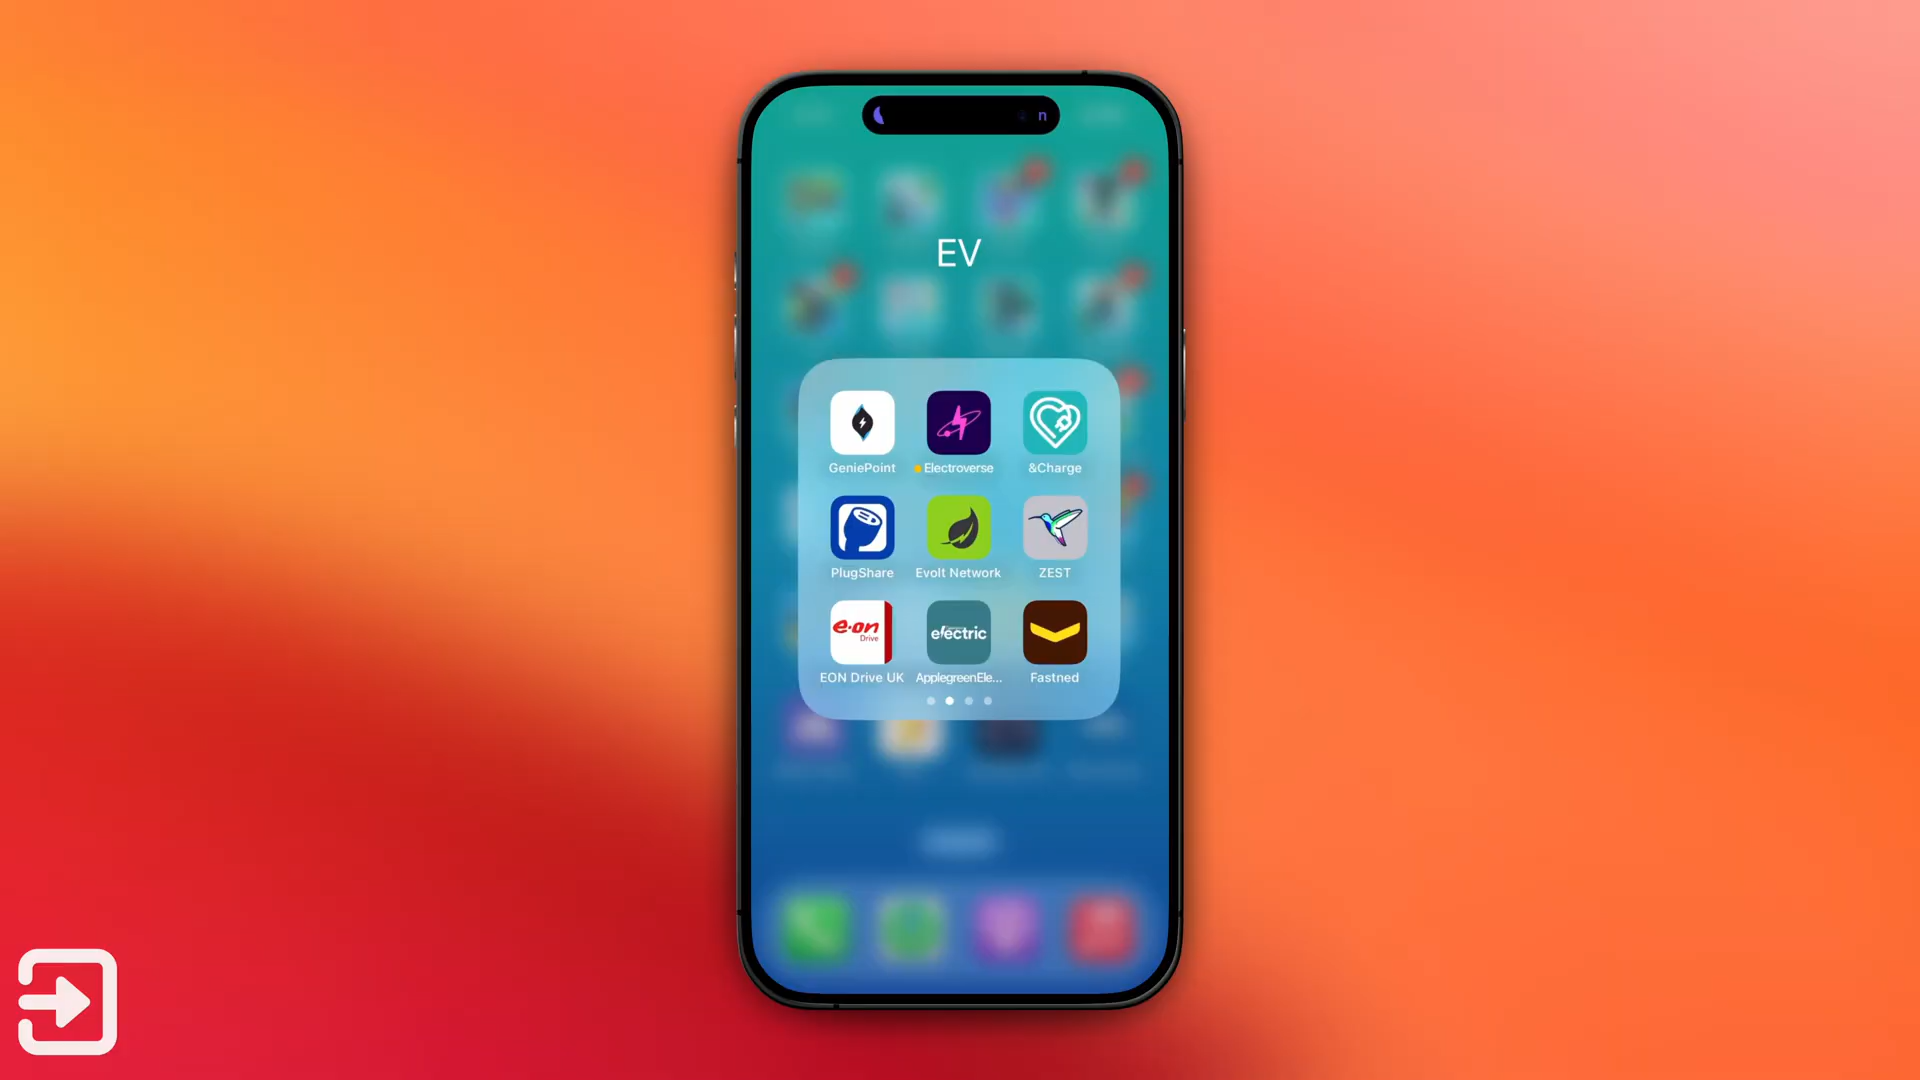 n
EV
GeniePoint
Electroverse
&Charge
PlugShare
Evolt Network
ZEST
e·on
Drive
electric
EON Drive UK
ApplegreenEle...
Fastned